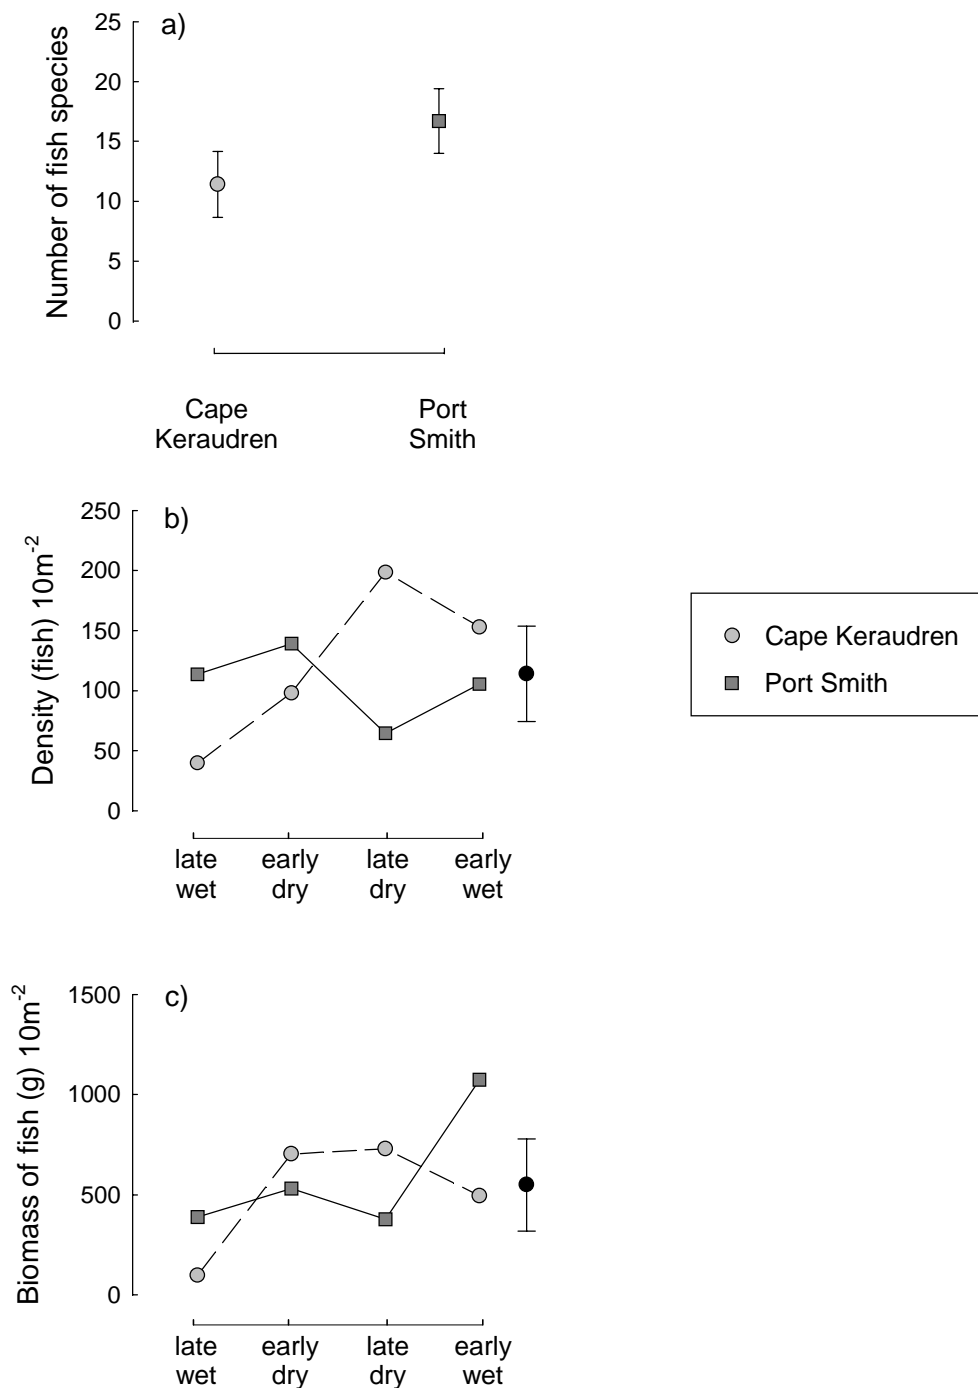 a)
Number of fish species
25
20
15
10
5
0
Cape
Keraudren
Port
Smith
b)
Density (fish) 10m⁻²
250
200
150
100
50
0
late
wet
early
dry
late
dry
early
wet
Cape Keraudren
Port Smith
c)
Biomass of fish (g) 10m⁻²
1500
1000
500
0
late
wet
early
dry
late
dry
early
wet